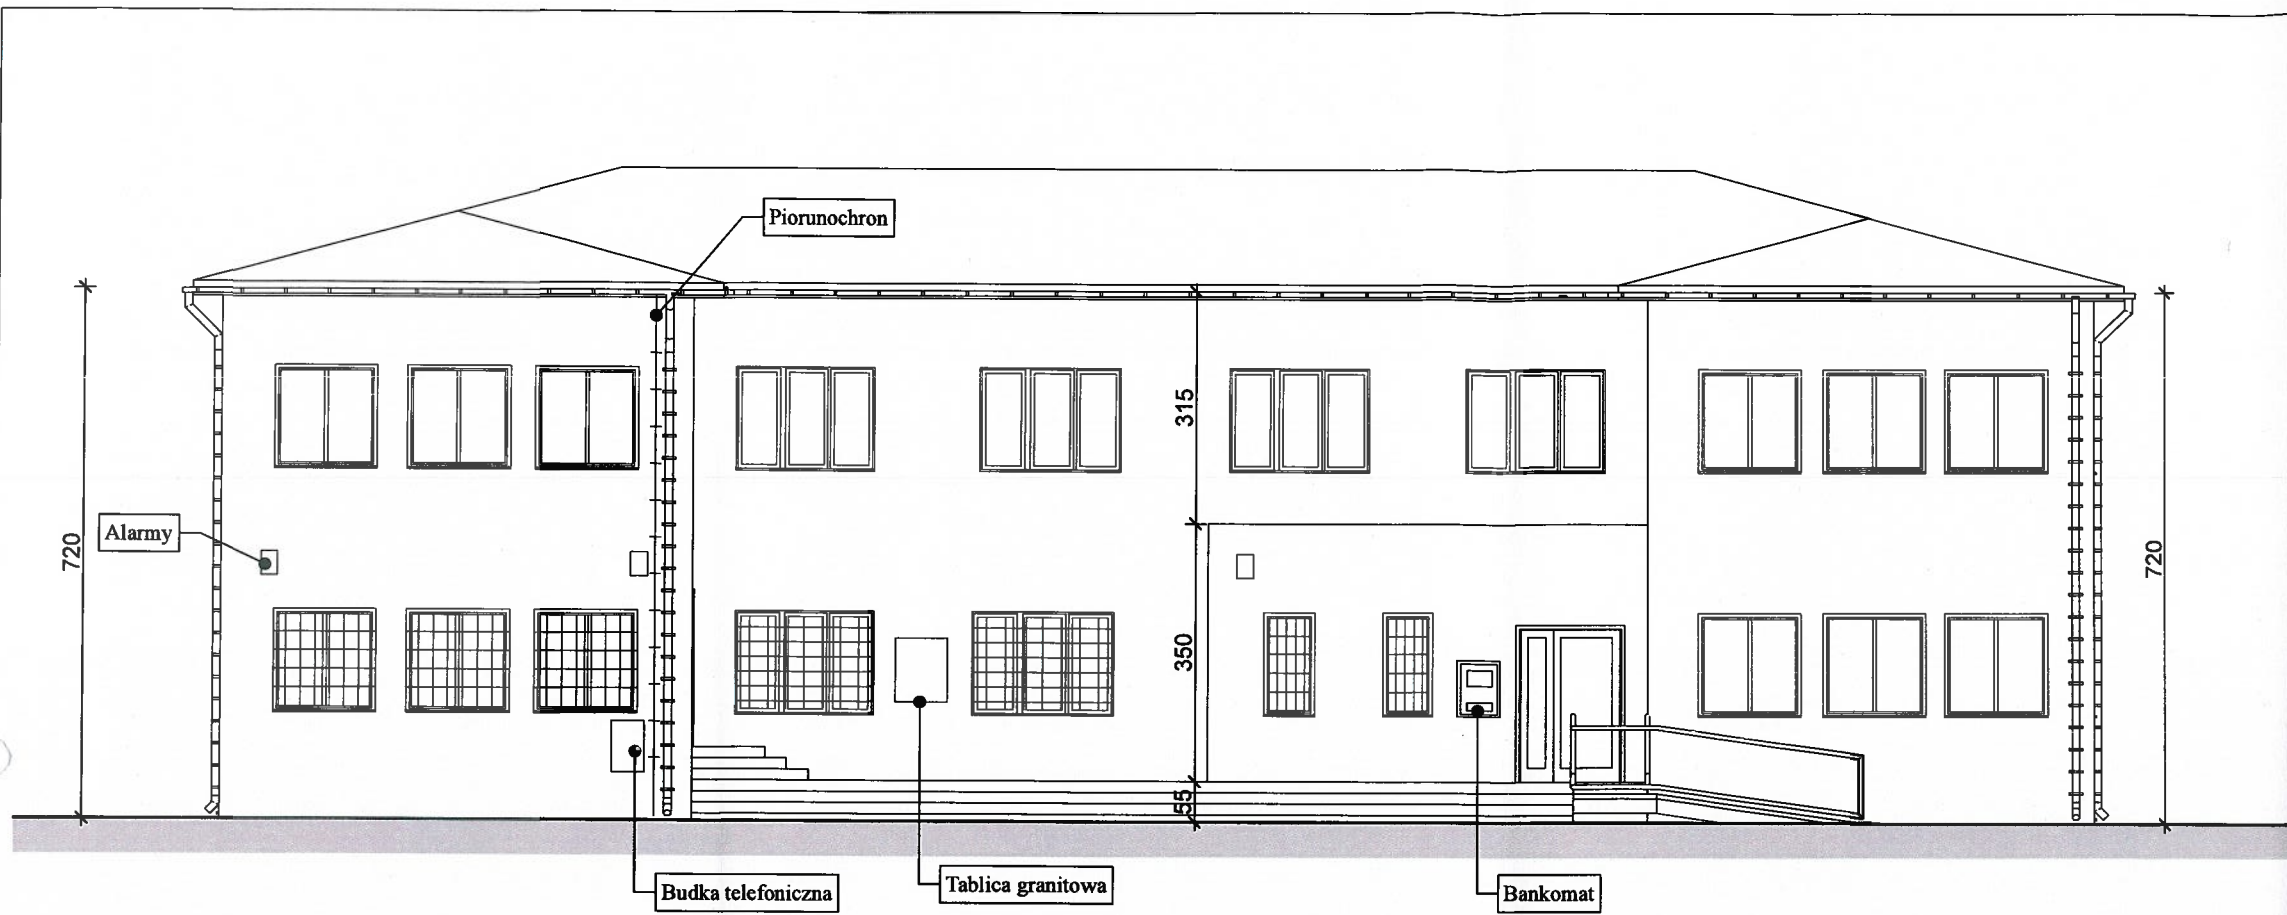 Piorunochron
315
Alarmy
720
720
350
55
Budka telefoniczna
Tablica granitowa
Bankomat